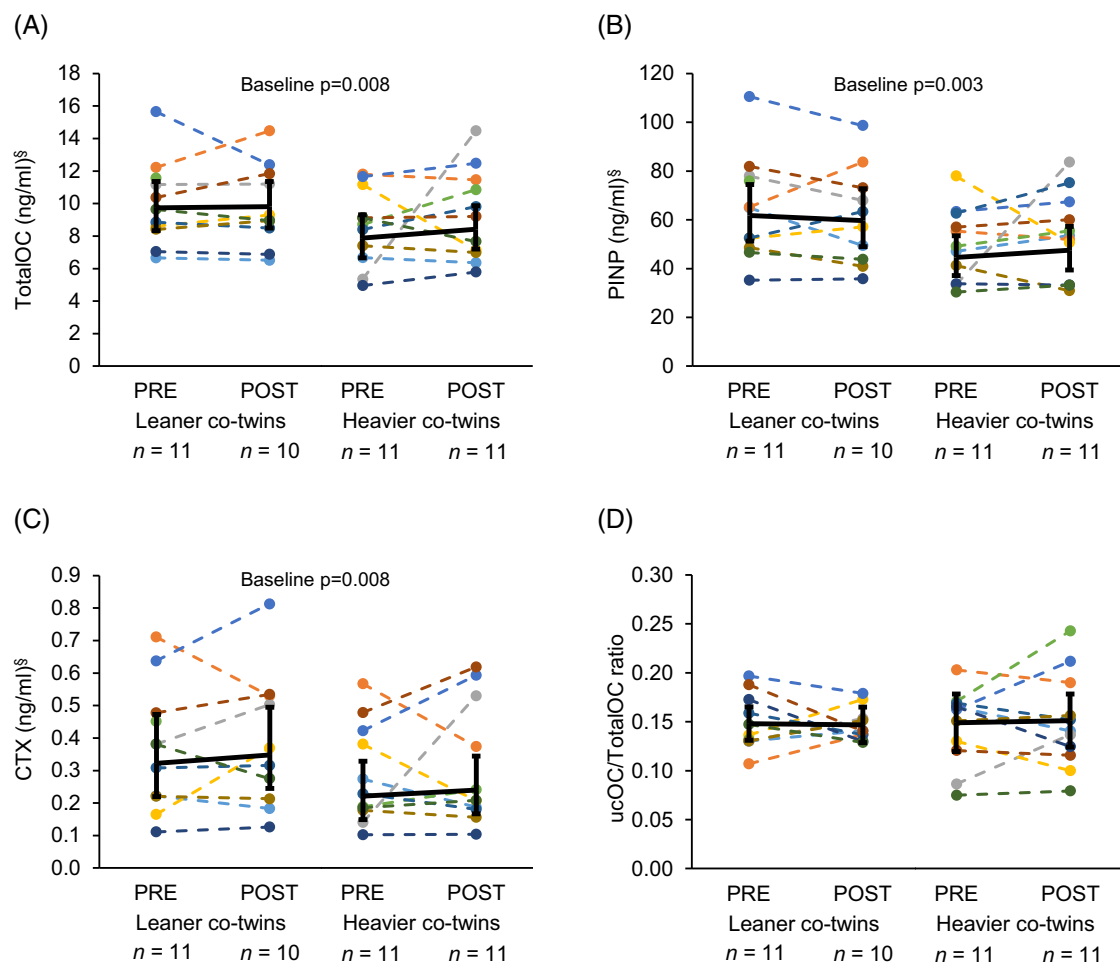 (A)
Baseline p=0.008
TotalOC (ng/ml)§
18
16
14
12
10
8
6
4
2
0
PRE POST PRE POST
Leaner co-twins Heavier co-twins
n = 11 n = 10 n = 11 n = 11
(B)
Baseline p=0.003
PINP (ng/ml)§
120
100
80
60
40
20
0
PRE POST PRE POST
Leaner co-twins Heavier co-twins
n = 11 n = 10 n = 11 n = 11
(C)
Baseline p=0.008
CTX (ng/ml)§
0.9
0.8
0.7
0.6
0.5
0.4
0.3
0.2
0.1
0.0
PRE POST PRE POST
Leaner co-twins Heavier co-twins
n = 11 n = 10 n = 11 n = 11
(D)
ucOC/TotalOC ratio
0.30
0.25
0.20
0.15
0.10
0.05
0.00
PRE POST PRE POST
Leaner co-twins Heavier co-twins
n = 11 n = 10 n = 11 n = 11